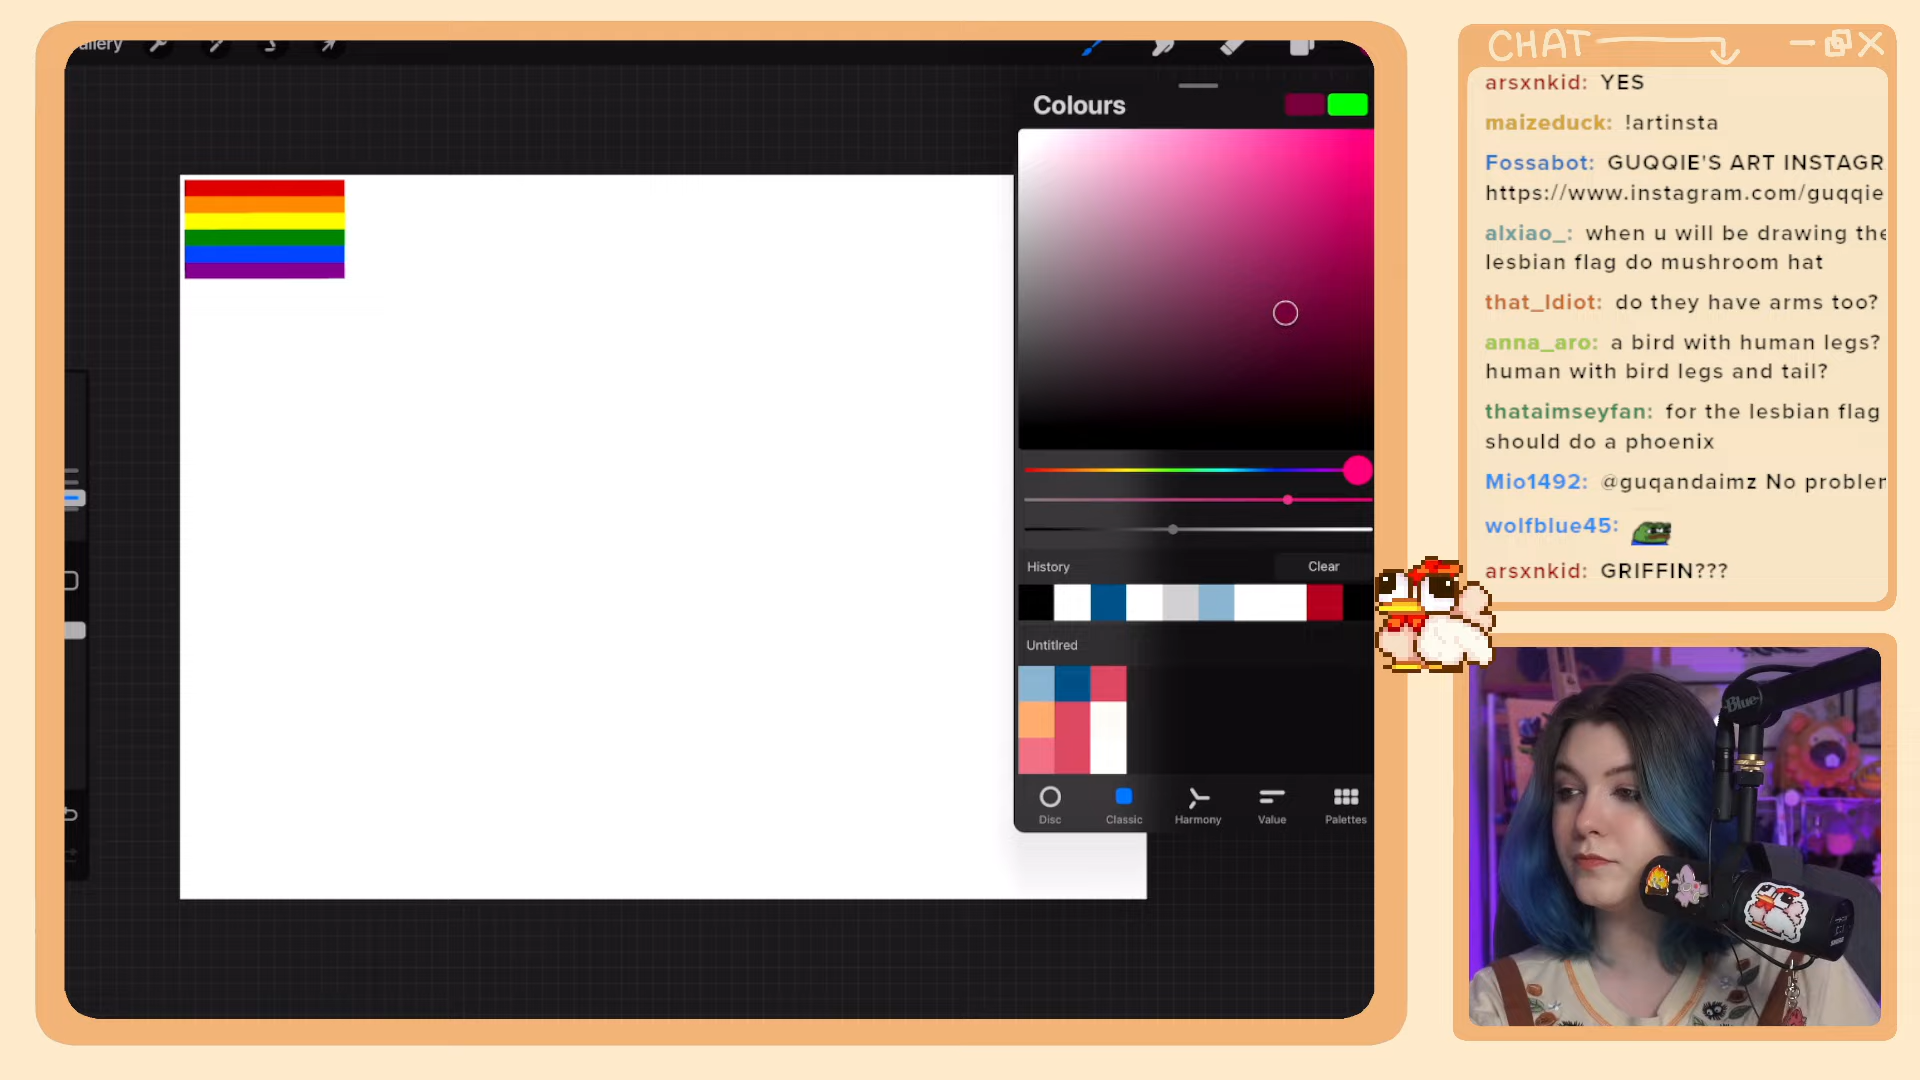 allery
Colours
History
Clear
Untitlred
Disc
Classic
Harmony
Value
Palettes
CHAT
arsxnkid: YES
maizeduck: !artinsta
Fossabot: GUQQIE'S ART INSTAGR
https://www.instagram.com/guqqie
alxiao_: when u will be drawing the
lesbian flag do mushroom hat
that_Idiot: do they have arms too?
anna_aro: a bird with human legs?
human with bird legs and tail?
thataimseyfan: for the lesbian flag
should do a phoenix
Mio1492: @guqandaimz No problem
wolfblue45:
arsxnkid: GRIFFIN???
Blue